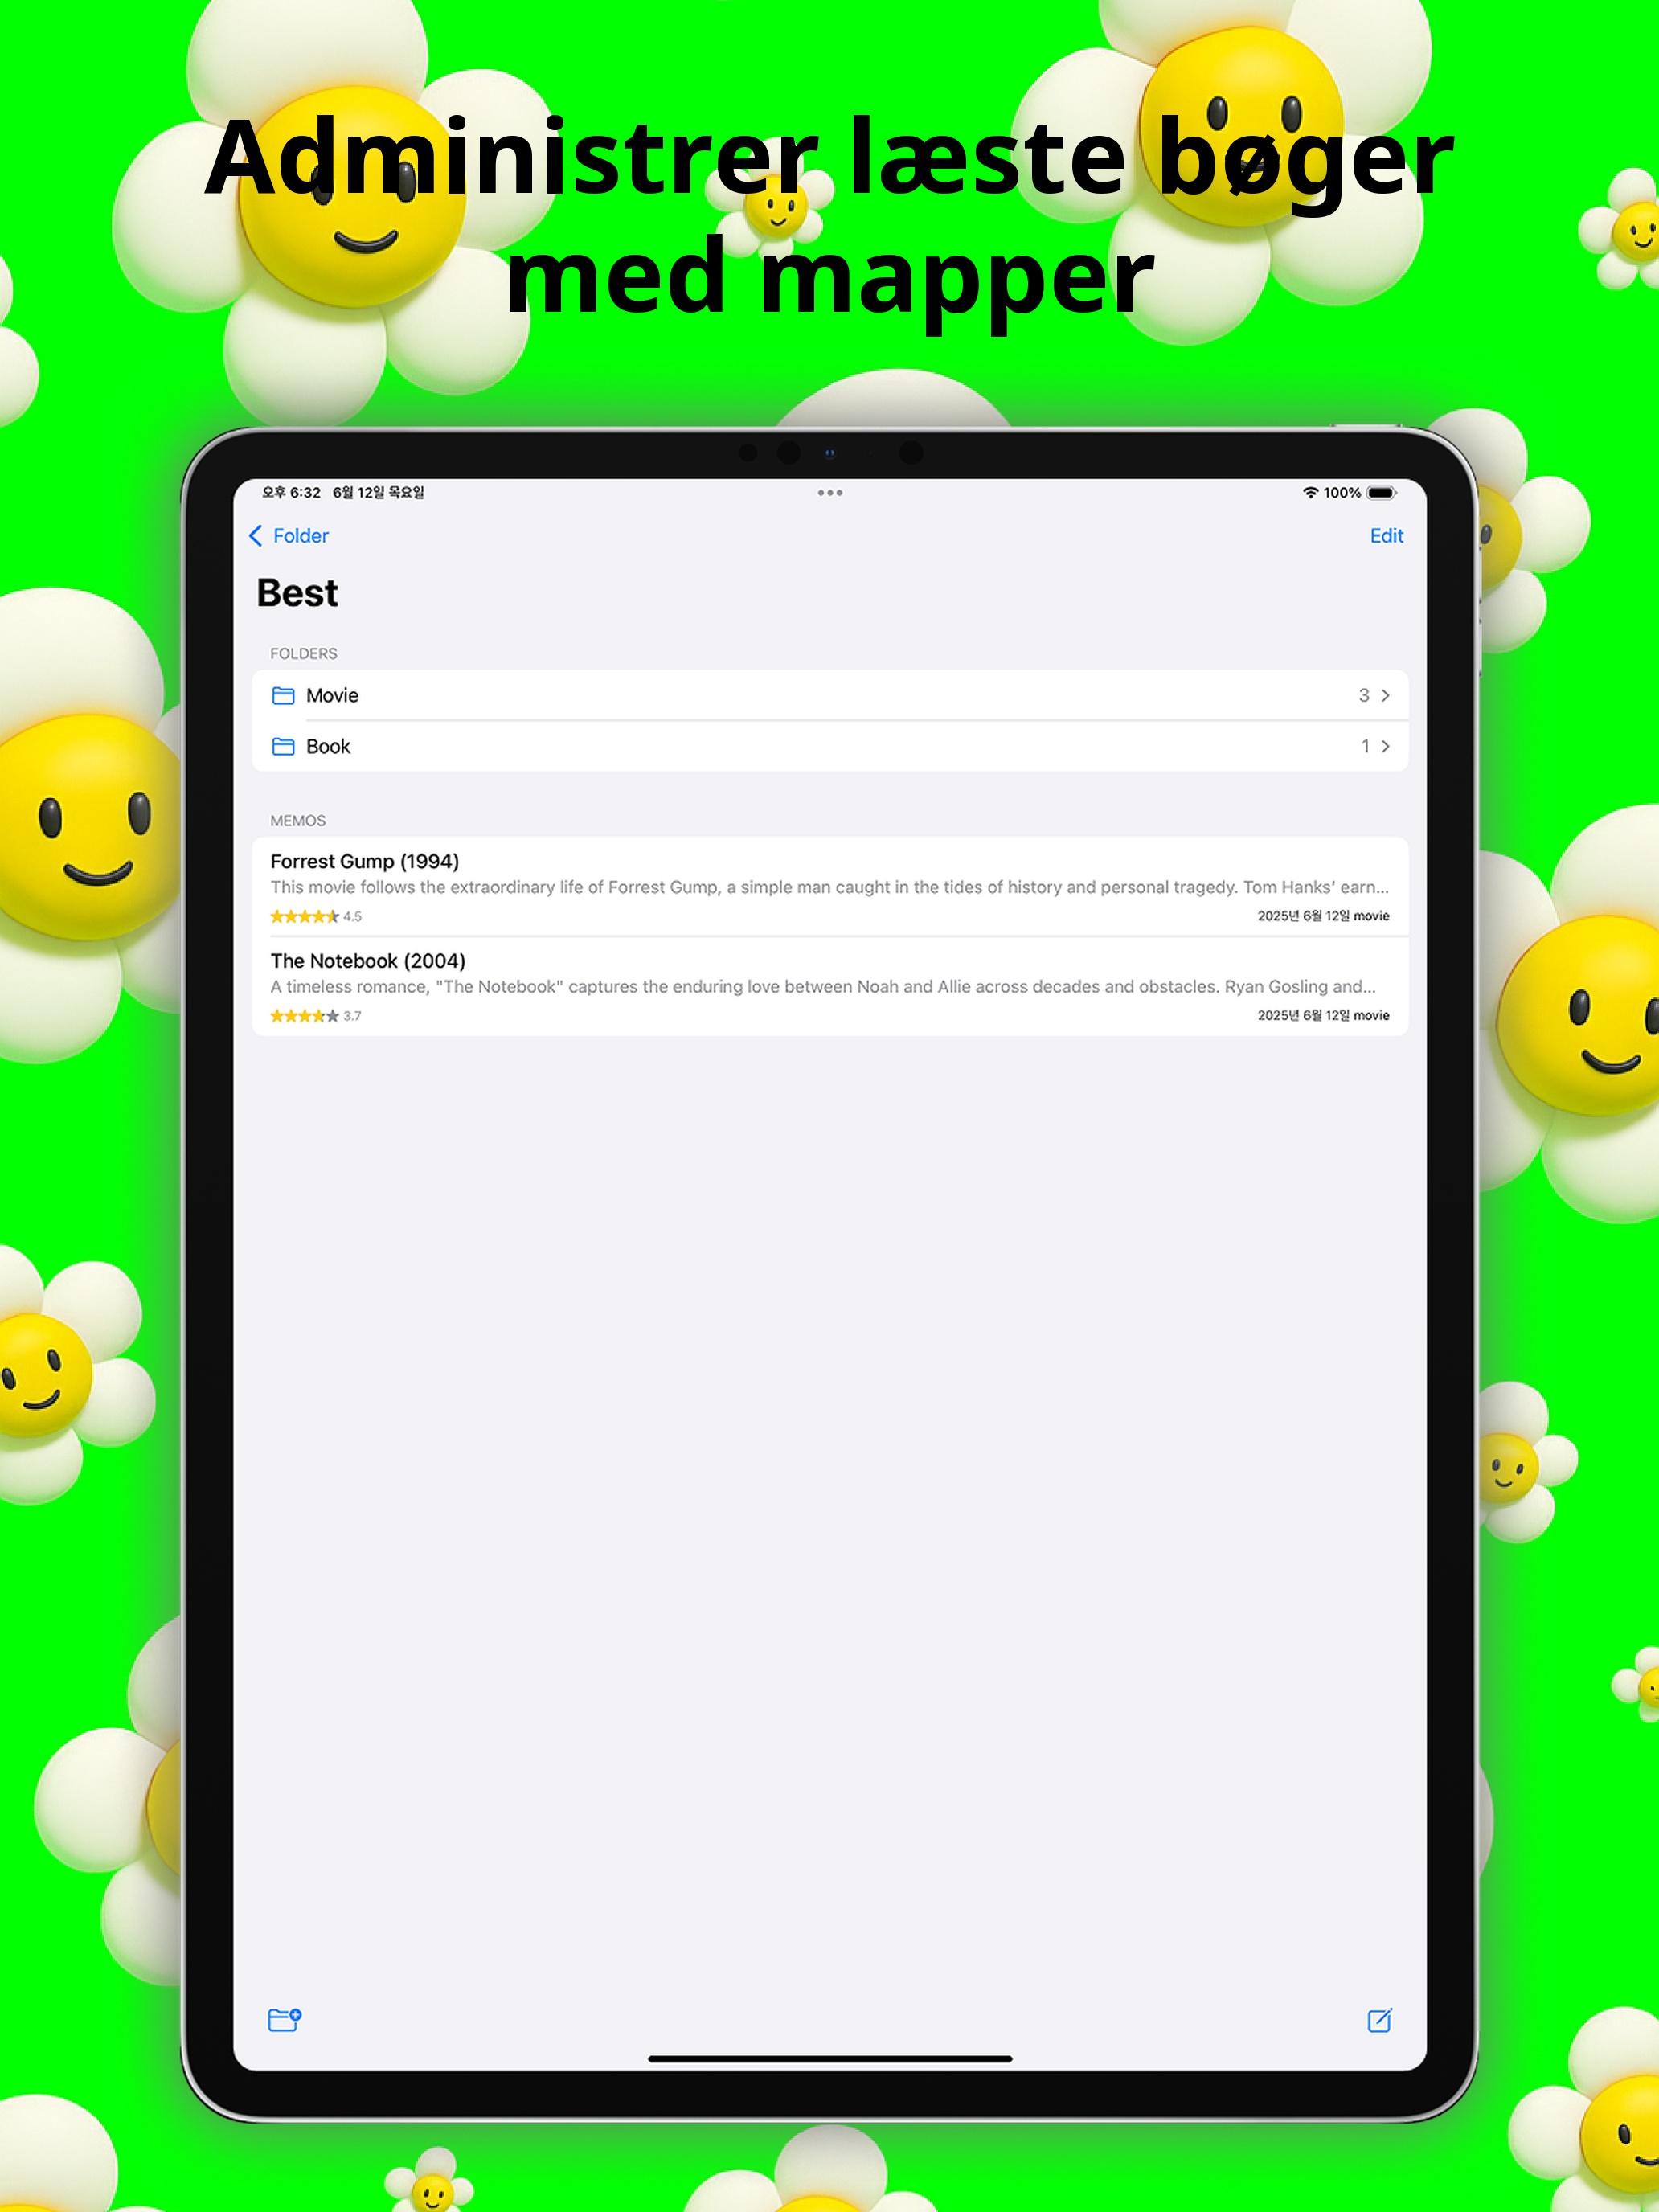 Administrer læste bøger
med mapper
오후 6:32 6월 12일 목요일
100%
Folder
Edit
Best
FOLDERS
Movie 3
Book 1
MEMOS
Forrest Gump (1994)
This movie follows the extraordinary life of Forrest Gump, a simple man caught in the tides of history and personal tragedy. Tom Hanks' earn...
4.5 2025년 6월 12일 movie
The Notebook (2004)
A timeless romance, "The Notebook" captures the enduring love between Noah and Allie across decades and obstacles. Ryan Gosling and...
3.7 2025년 6월 12일 movie